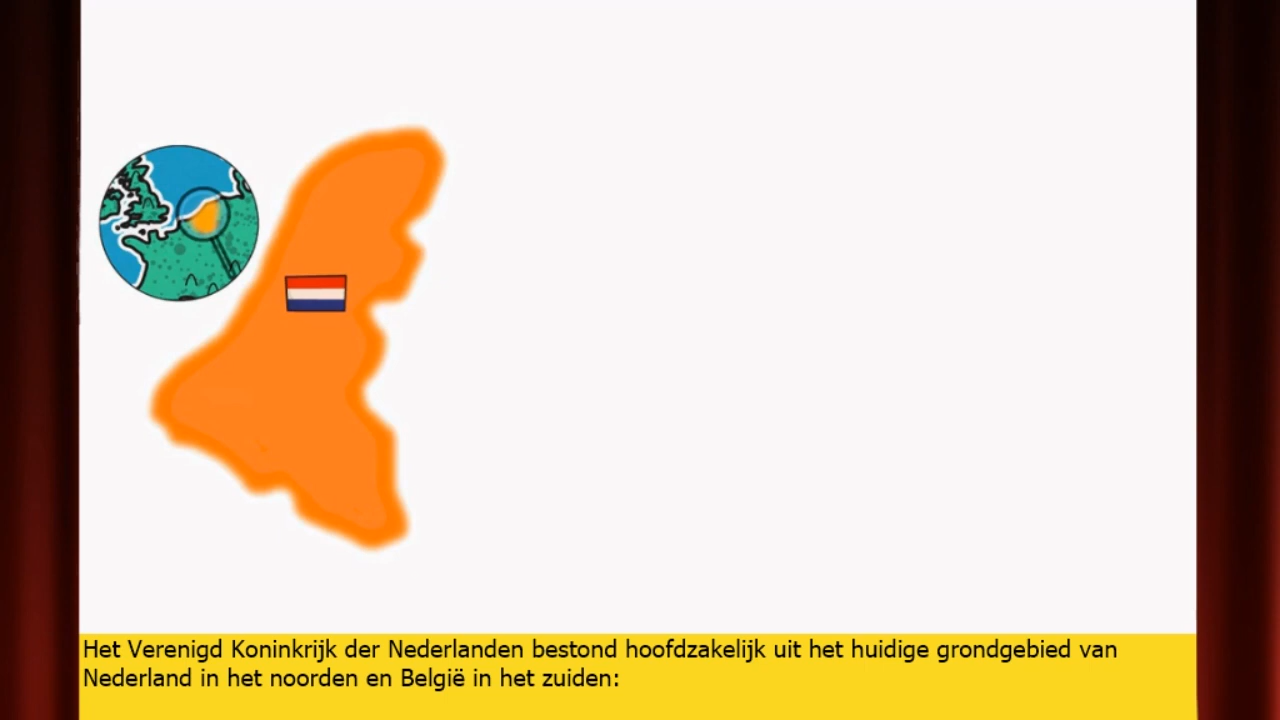 Het Verenigd Koninkrijk der Nederlanden bestond hoofdzakelijk uit het huidige grondgebied van
Nederland in het noorden en België in het zuiden: